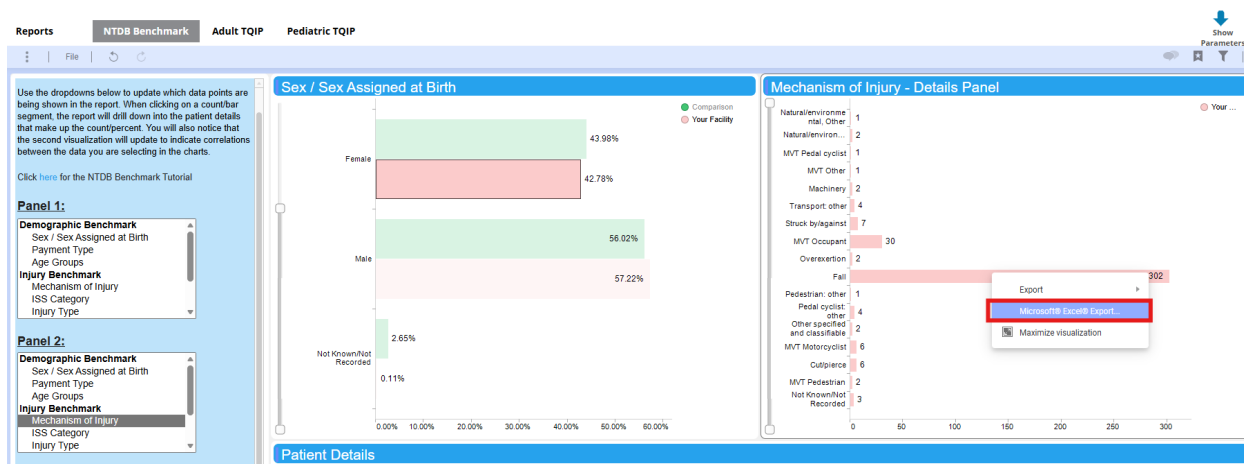 Reports
NTDB Benchmark
Adult TQIP
Pediatric TQIP
Show
Parameters
File
Use the dropdowns below to update which data points are
being shown in the report. When clicking on a count/bar
segment, the report will drill down into the patient details
that make up the count/percent. You will also notice that
the second visualization will update to indicate correlations
between the data you are selecting in the charts.
Click here for the NTDB Benchmark Tutorial
Panel 1:
Demographic Benchmark
Sex / Sex Assigned at Birth
Payment Type
Age Groups
Injury Benchmark
Mechanism of Injury
ISS Category
Injury Type
Panel 2:
Demographic Benchmark
Sex / Sex Assigned at Birth
Payment Type
Age Groups
Injury Benchmark
Mechanism of Injury
ISS Category
Injury Type
Sex / Sex Assigned at Birth
Comparison
Your Facility
Female
43.98%
42.78%
Male
56.02%
57.22%
Not Known/Not
Recorded
2.65%
0.11%
0.00% 10.00% 20.00% 30.00% 40.00% 50.00% 60.00%
Mechanism of Injury - Details Panel
Your ...
Natural/environme
ntal, Other 1
Natural/environ... 2
MVT Pedal cyclist 1
MVT Other 1
Machinery 2
Transport: other 4
Struck by/against 7
MVT Occupant 30
Overexertion 2
Fall 302
Pedestrian: other 1
Pedal cyclist:
other 4
Other specified
and classifiable 2
MVT Motorcyclist 6
Cut/pierce 6
MVT Pedestrian 2
Not Known/Not
Recorded 3
0 50 100 150 200 250 300
Export
Microsoft® Excel® Export...
Maximize visualization
Patient Details